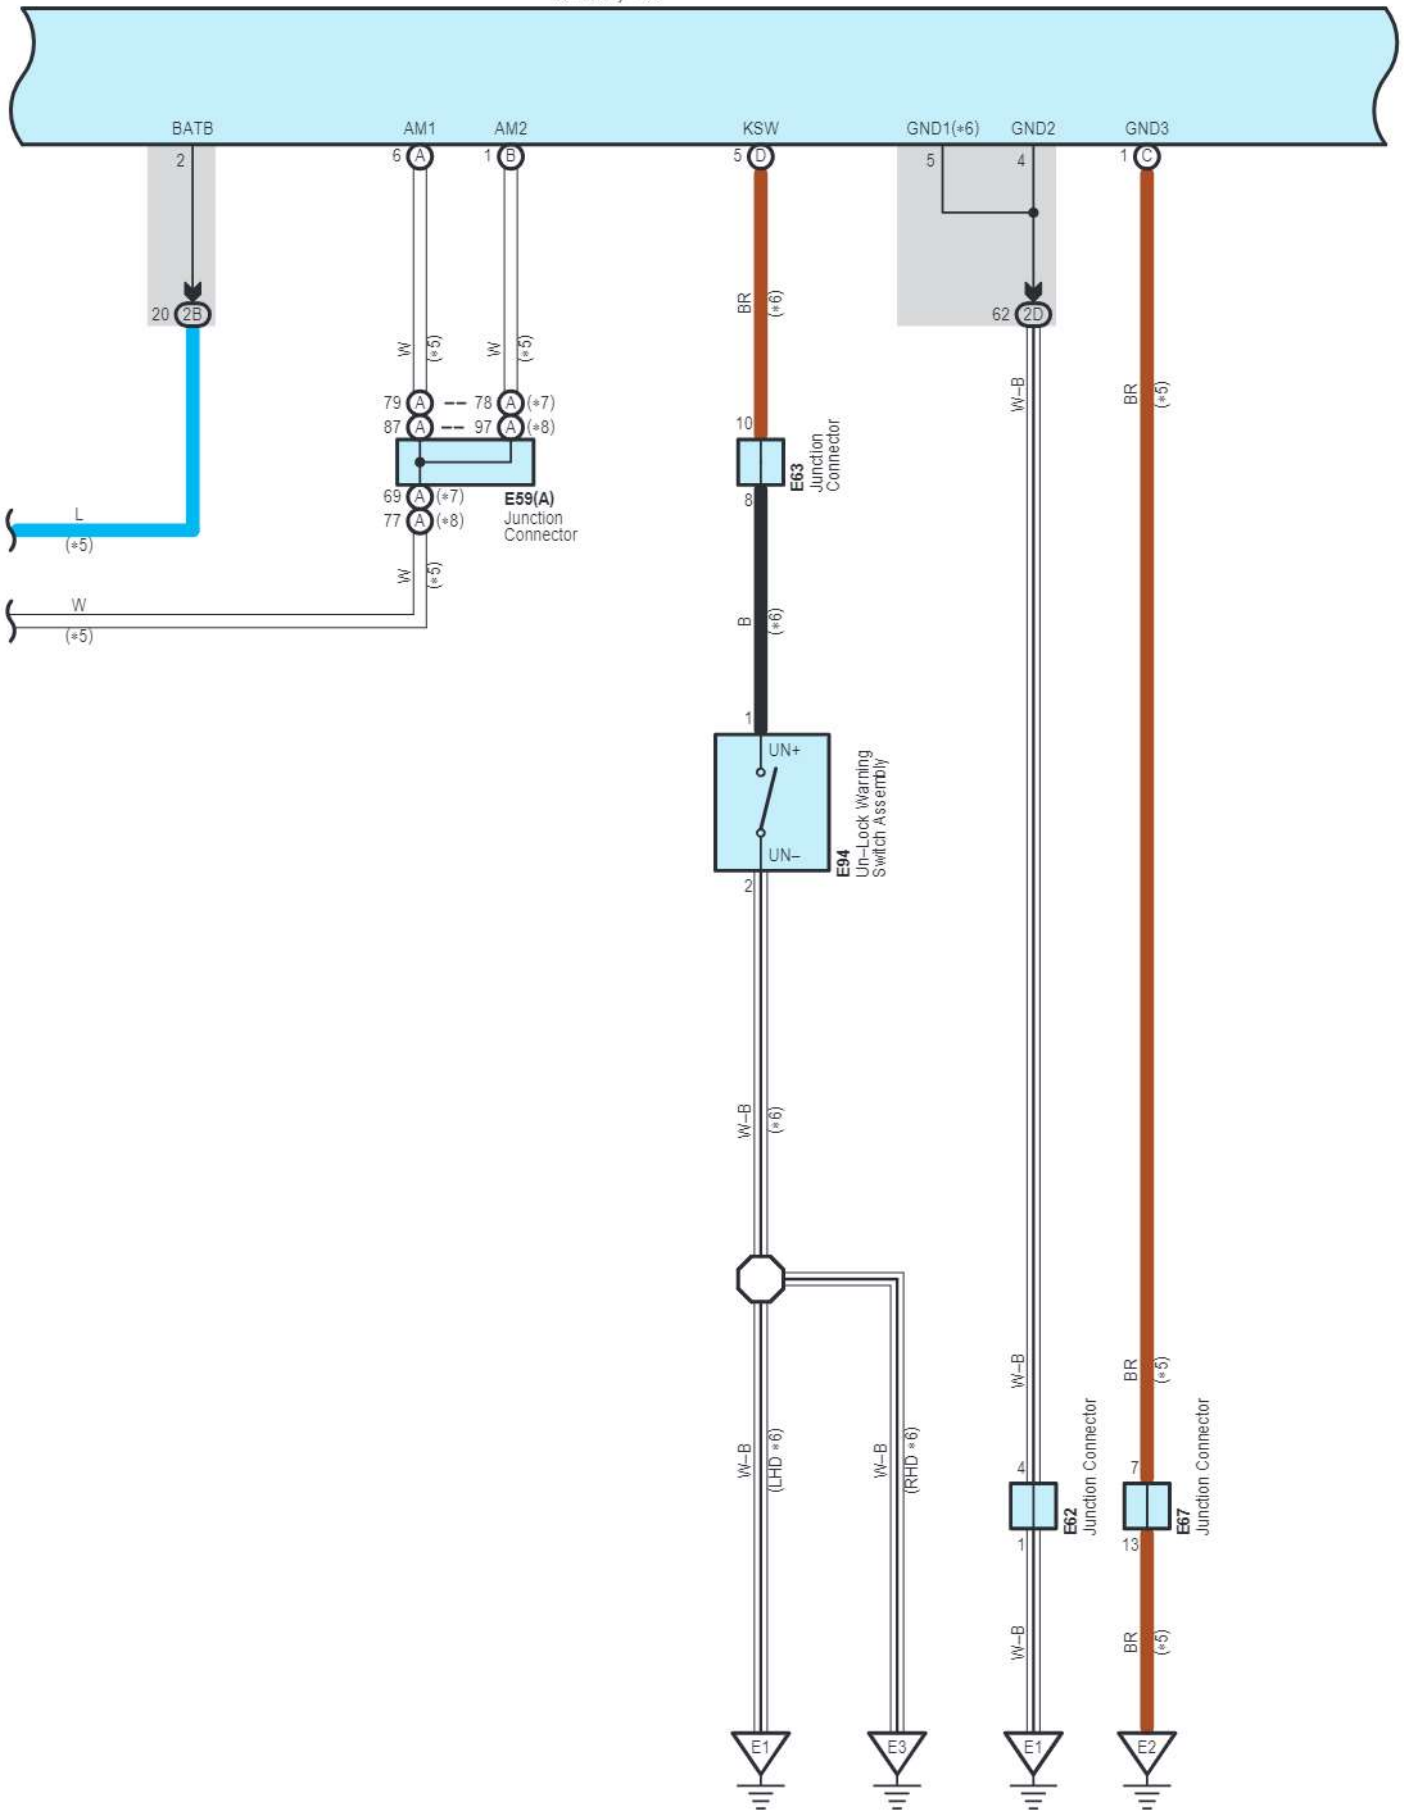 BATB AM1 AM2 KSW GND1(*6) GND2 GND3
2 6 A 1 B 5 D 5 4 1 C
20 2B 62 2D
BR (*6)
W (*5) W (*5)
W-B BR (*5)
79 A -- 78 A (*7)
87 A -- 97 A (*8)
10
E63
Junction
Connector
8
69 A (*7)
77 A (*8)
E59(A)
Junction
Connector
L
(*5)
W (*5)
W
(*5)
B (*6)
1
UN+
UN-
E94
Un-Lock Warning
Switch Assembly
2
W-B (*6)
W-B BR (*5)
W-B (LHD *6) W-B (RHD *6)
4 7
E62
Junction Connector
E67
Junction Connector
1 13
W-B BR (*5)
E1 E3 E1 E2